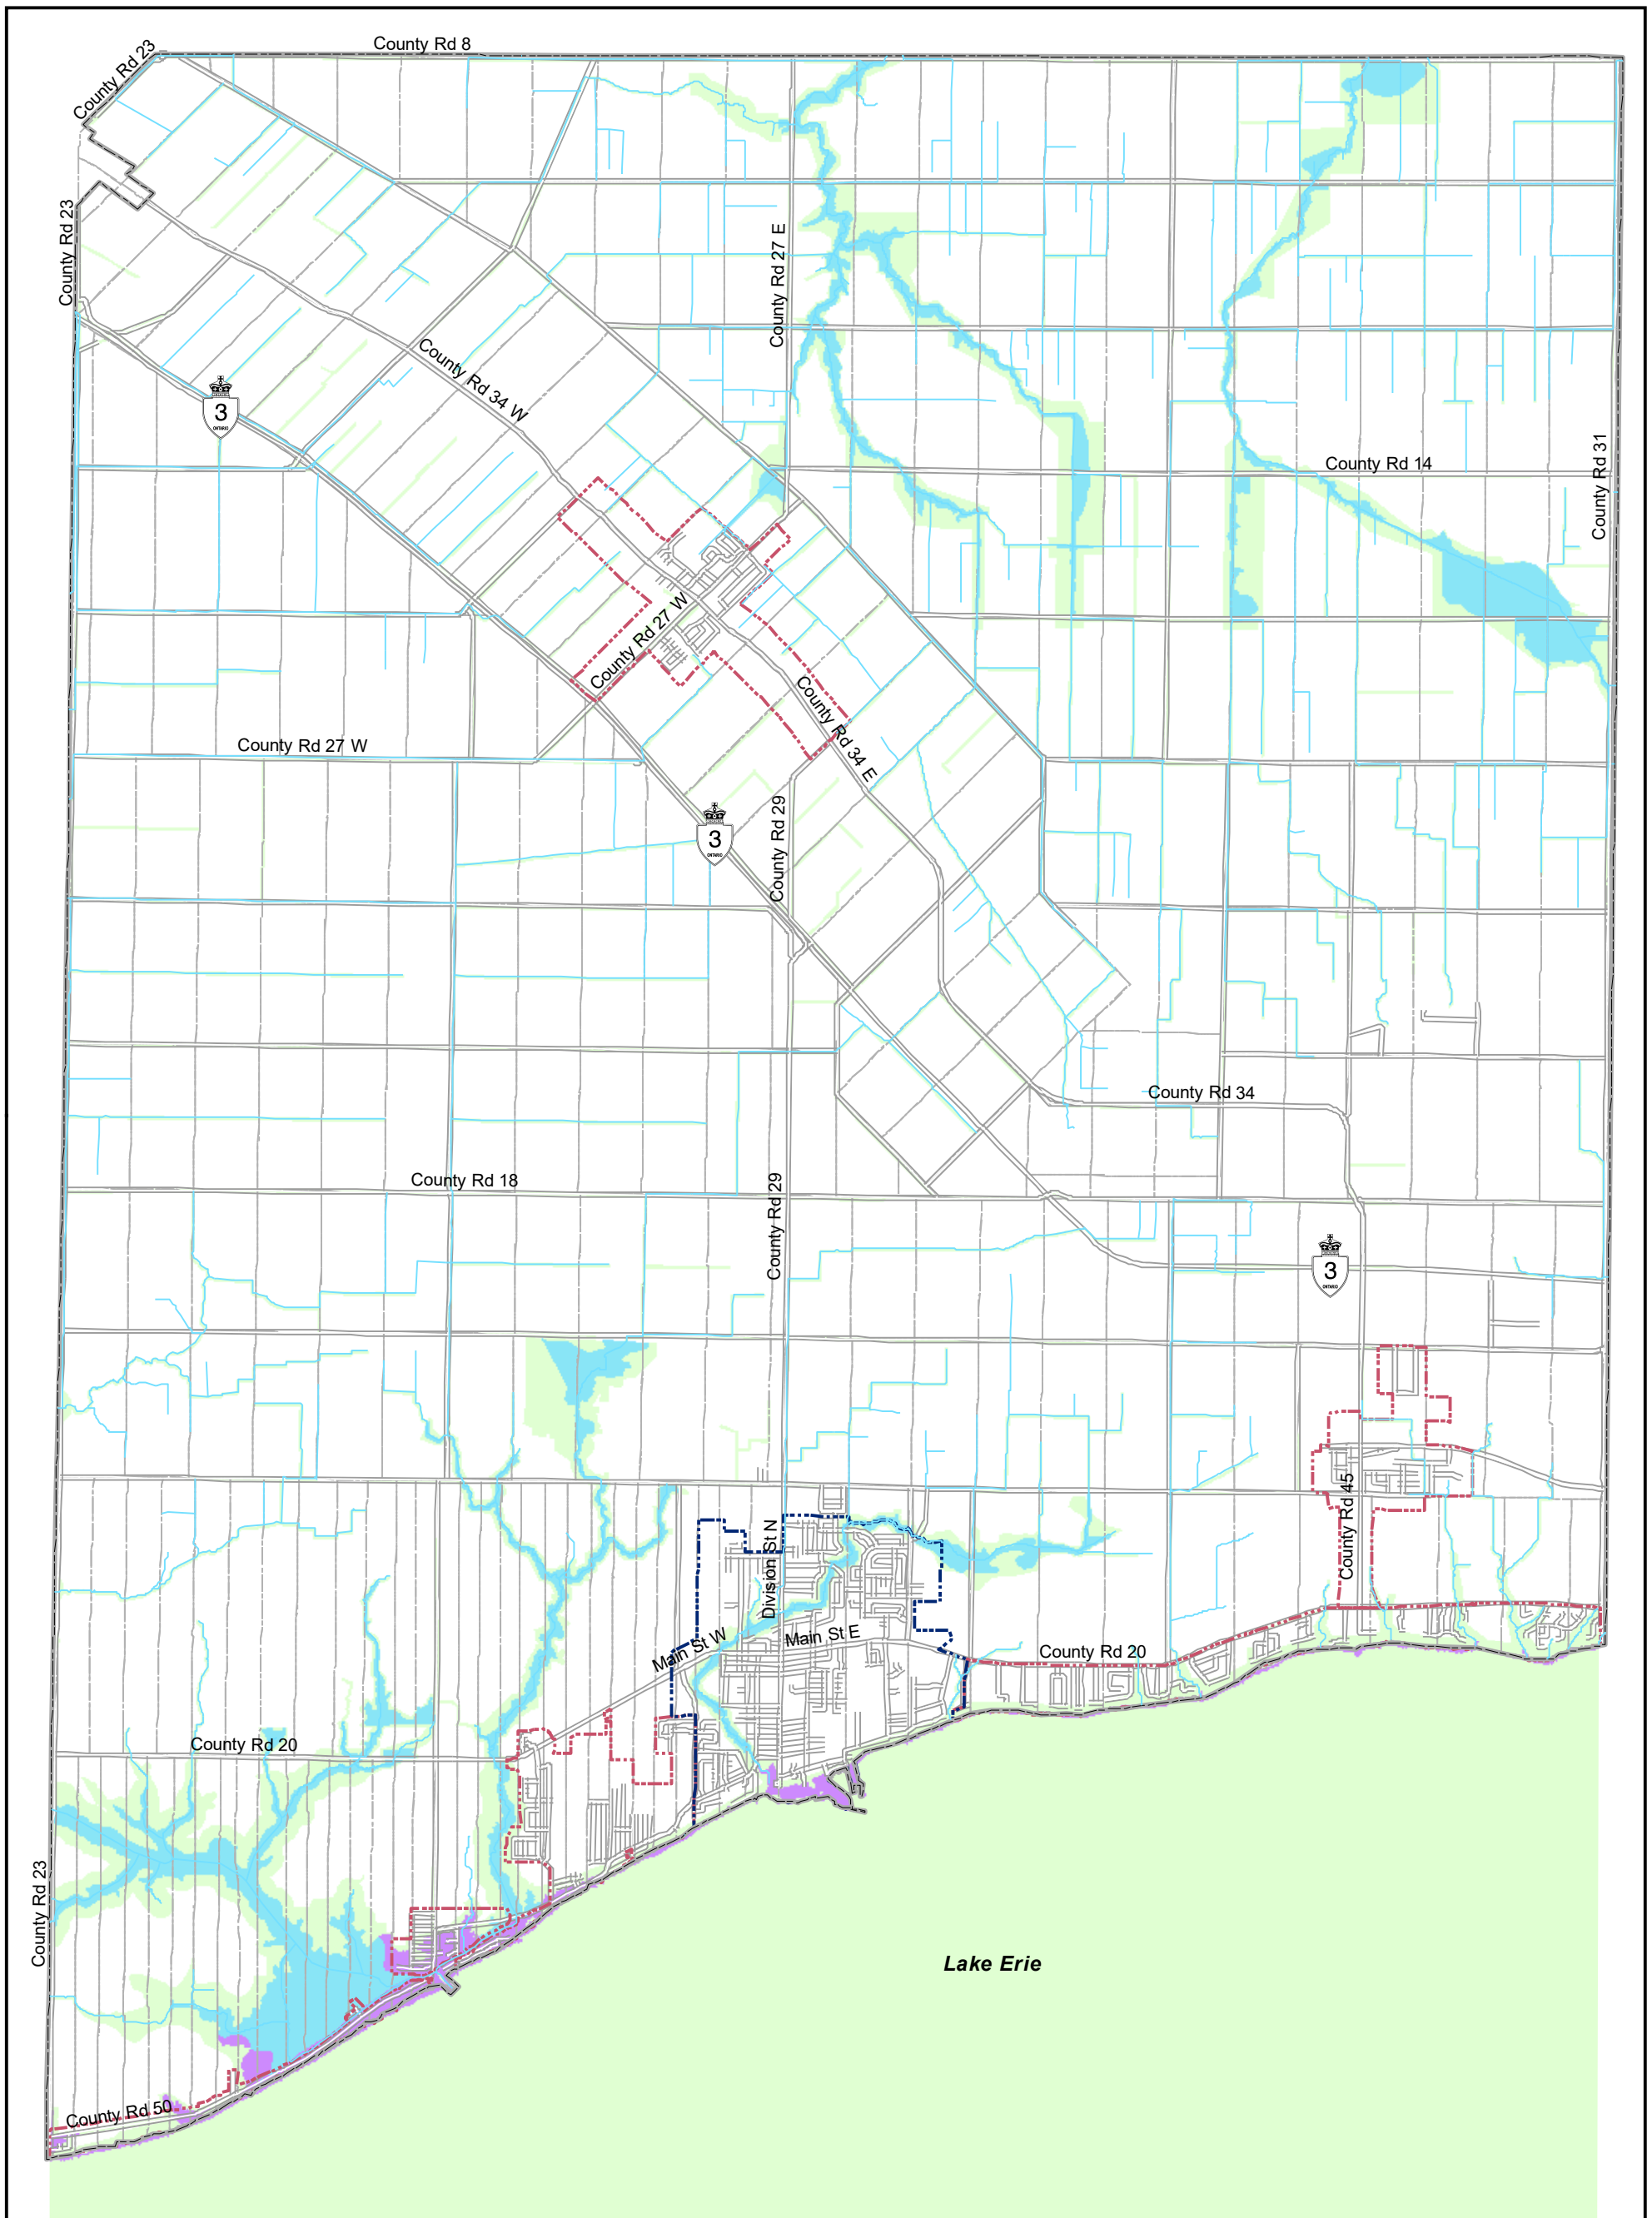 County Rd 8
County Rd 23
County Rd 23
County Rd 27 E
County Rd 34 W
3
ONTARIO
County Rd 14
County Rd 31
County Rd 27 W
County Rd 34 E
County Rd 27 W
3
ONTARIO
County Rd 29
County Rd 34
County Rd 18
County Rd 29
3
ONTARIO
County Rd 45
Division St N
Main St W
Main St E
County Rd 20
County Rd 20
County Rd 23
Lake Erie
County Rd 50